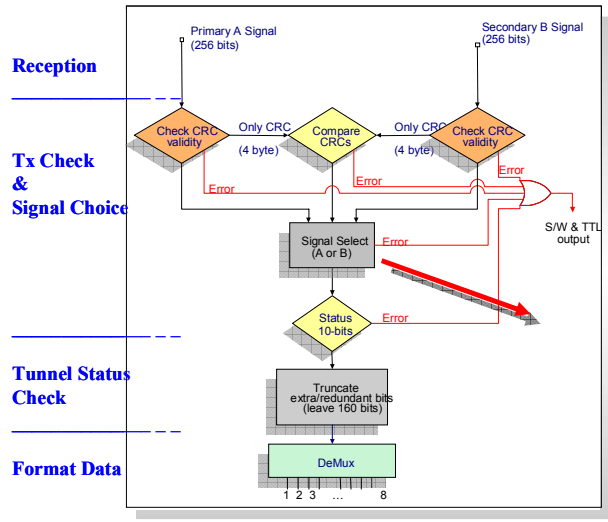 Primary A Signal
(256 bits)
Secondary B Signal
(256 bits)
Reception
Check CRC
validity
Only CRC
(4 byte)
Compare
CRCs
Only CRC
(4 byte)
Check CRC
validity
Tx Check
&
Signal Choice
Error
Error
Error
S/W & TTL
output
Signal Select
(A or B)
Error
Status
10-bits
Error
Tunnel Status
Check
Truncate
extra/redundant bits
(leave 160 bits)
Format Data
DeMux
1 2 3 ... 8